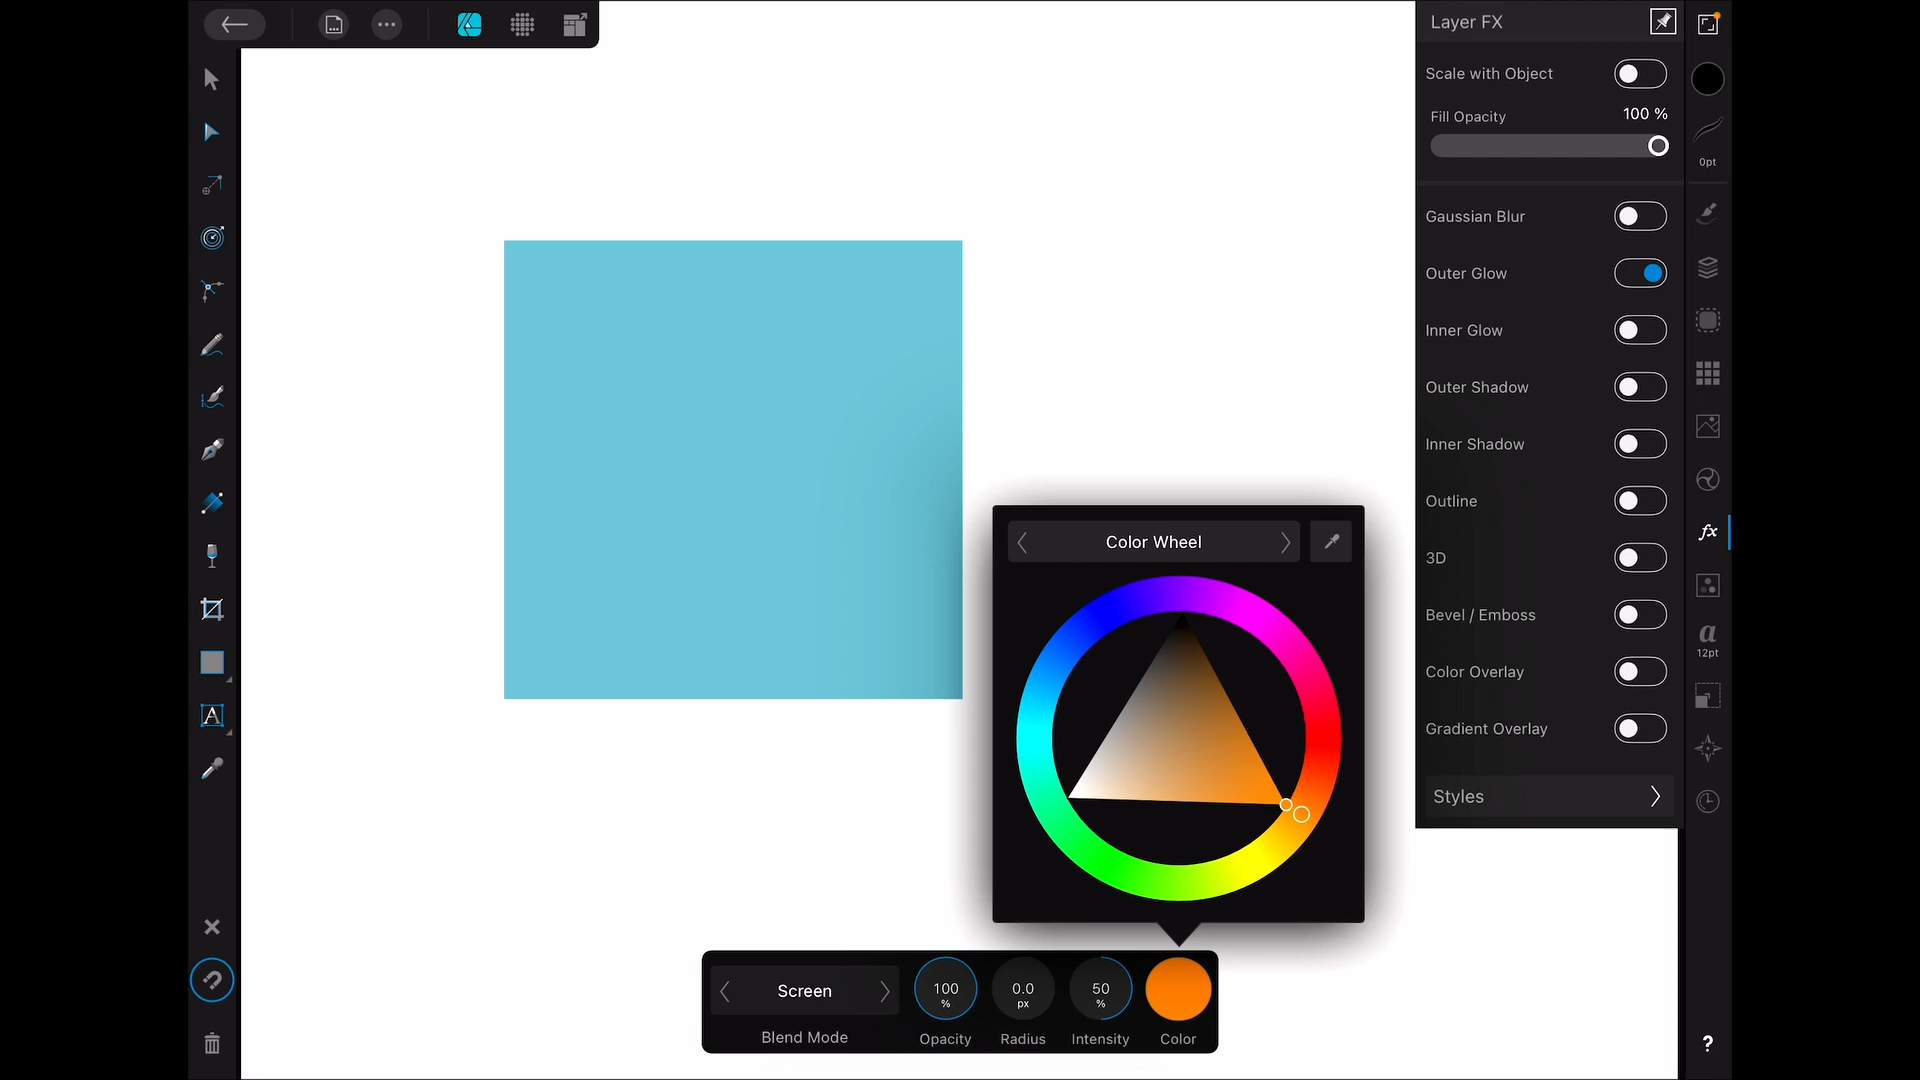 Layer FX
Scale with Object
Fill Opacity 100 %
0pt
Gaussian Blur
Outer Glow
Inner Glow
Outer Shadow
Inner Shadow
Outline
fx
3D
Bevel / Emboss
a
12pt
Color Overlay
Gradient Overlay
Styles
A
Color Wheel
Screen
100 %
0.0 px
50 %
Blend Mode
Opacity
Radius
Intensity
Color
?